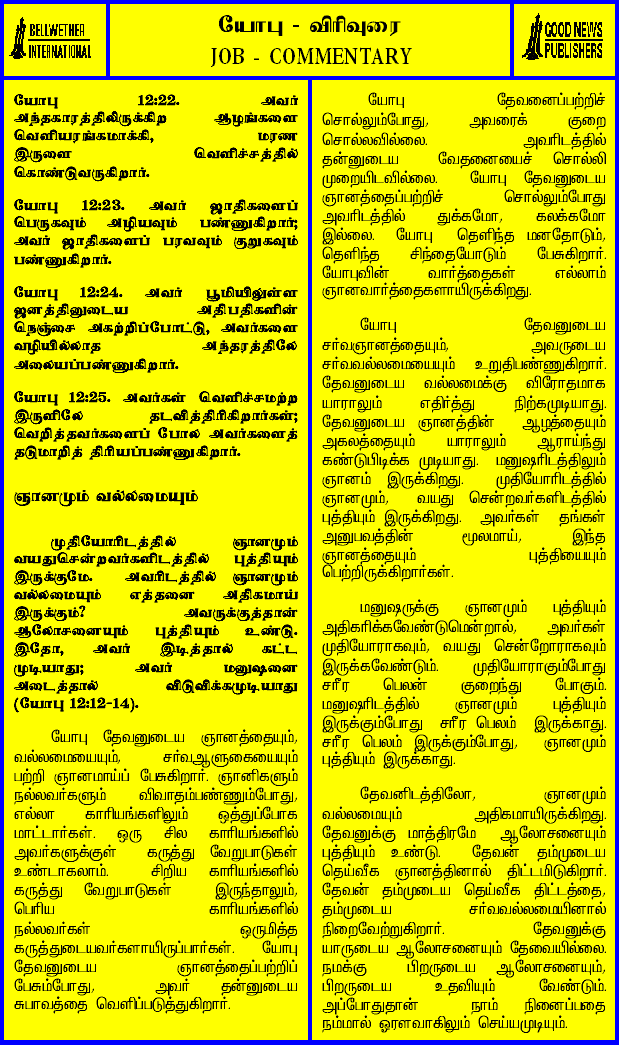 BELLWETHER
INTERNATIONAL
யோபு - விரிவுரை
JOB - COMMENTARY
GOOD NEWS
PUBLISHERS
யோபு 12:22. அவர்
அந்தகாரத்திலிருக்கிற ஆழங்களை
வெளியரங்கமாக்கி, மரண
இருளை வெளிச்சத்தில்
கொண்டுவருகிறார்.
யோபு 12:23. அவர் ஜாதிகளைப்
பெருகவும் அழியவும் பண்ணுகிறார்;
அவர் ஜாதிகளைப் பரவவும் குறுகவும்
பண்ணுகிறார்.
யோபு 12:24. அவர் பூமியிலுள்ள
ஜனத்தினுடைய அதிபதிகளின்
நெஞ்சை அகற்றிப்போட்டு, அவர்களை
வழியில்லாத அந்தரத்திலே
அலையப்பண்ணுகிறார்.
யோபு 12:25. அவர்கள் வெளிச்சமற்ற
இருளிலே தடவித்திரிகிறார்கள்;
வெறித்தவர்களைப் போல அவர்களைத்
தடுமாறித் திரியப்பண்ணுகிறார்.
ஞானமும் வல்லமையும்
முதியோரிடத்தில் ஞானமும்
வயதுசென்றவர்களிடத்தில் புத்தியும்
இருக்குமே. அவரிடத்தில் ஞானமும்
வல்லமையும் எத்தனை அதிகமாய்
இருக்கும்? அவருக்குத்தான்
ஆலோசனையும் புத்தியும் உண்டு.
இதோ, அவர் இடித்தால் கட்ட
முடியாது; அவர் மனுஷனை
அடைத்தால் விடுவிக்கமுடியாது
(யோபு 12:12-14).
யோபு தேவனுடைய ஞானத்தையும்,
வல்லமையையும், சர்வஆளுகையையும்
பற்றி ஞானமாய்ப் பேசுகிறார். ஞானிகளும்
நல்லவர்களும் விவாதம்பண்ணும்போது,
எல்லா காரியங்களிலும் ஒத்துப்போக
மாட்டார்கள். ஒரு சில காரியங்களில்
அவர்களுக்குள் கருத்து வேறுபாடுகள்
உண்டாகலாம். சிறிய காரியங்களில்
கருத்து வேறுபாடுகள் இருந்தாலும்,
பெரிய காரியங்களில்
நல்லவர்கள் ஒருமித்த
கருத்துடையவர்களாயிருப்பார்கள். யோபு
தேவனுடைய ஞானத்தைப்பற்றிப்
பேசும்போது, அவர் தன்னுடைய
சுபாவத்தை வெளிப்படுத்துகிறார்.
யோபு தேவனைப்பற்றிச்
சொல்லும்போது, அவரைக் குறை
சொல்லவில்லை. அவரிடத்தில்
தன்னுடைய வேதனையைச் சொல்லி
முறையிடவில்லை. யோபு தேவனுடைய
ஞானத்தைப்பற்றிச் சொல்லும்போது
அவரிடத்தில் துக்கமோ, கலக்கமோ
இல்லை. யோபு தெளிந்த மனதோடும்,
தெளிந்த சிந்தையோடும் பேசுகிறார்.
யோபுவின் வார்த்தைகள் எல்லாம்
ஞானவார்த்தைகளாயிருக்கிறது.
யோபு தேவனுடைய
சர்வஞானத்தையும், அவருடைய
சர்வவல்லமையையும் உறுதிபண்ணுகிறார்.
தேவனுடைய வல்லமைக்கு விரோதமாக
யாராலும் எதிர்த்து நிற்கமுடியாது.
தேவனுடைய ஞானத்தின் ஆழத்தையும்
அகலத்தையும் யாராலும் ஆராய்ந்து
கண்டுபிடிக்க முடியாது. மனுஷரிடத்திலும்
ஞானம் இருக்கிறது. முதியோரிடத்தில்
ஞானமும், வயது சென்றவர்களிடத்தில்
புத்தியும் இருக்கிறது. அவர்கள் தங்கள்
அனுபவத்தின் மூலமாய், இந்த
ஞானத்தையும் புத்தியையும்
பெற்றிருக்கிறார்கள்.
மனுஷருக்கு ஞானமும் புத்தியும்
அதிகரிக்கவேண்டுமென்றால், அவர்கள்
முதியோராகவும், வயது சென்றோராகவும்
இருக்கவேண்டும். முதியோராகும்போது
சரீர பெலன் குறைந்து போகும்.
மனுஷரிடத்தில் ஞானமும் புத்தியும்
இருக்கும்போது சரீர பெலம் இருக்காது.
சரீர பெலம் இருக்கும்போது, ஞானமும்
புத்தியும் இருக்காது.
தேவனிடத்திலோ, ஞானமும்
வல்லமையும் அதிகமாயிருக்கிறது.
தேவனுக்கு மாத்திரமே ஆலோசனையும்
புத்தியும் உண்டு. தேவன் தம்முடைய
தெய்வீக ஞானத்தினால் திட்டமிடுகிறார்.
தேவன் தம்முடைய தெய்வீக திட்டத்தை,
தம்முடைய சர்வவல்லமையினால்
நிறைவேற்றுகிறார். தேவனுக்கு
யாருடைய ஆலோசனையும் தேவையில்லை.
நமக்கு பிறருடைய ஆலோசனையும்,
பிறருடைய உதவியும் வேண்டும்.
அப்போதுதான் நாம் நினைப்பதை
நம்மால் ஓரளவாகிலும் செய்யமுடியும்.